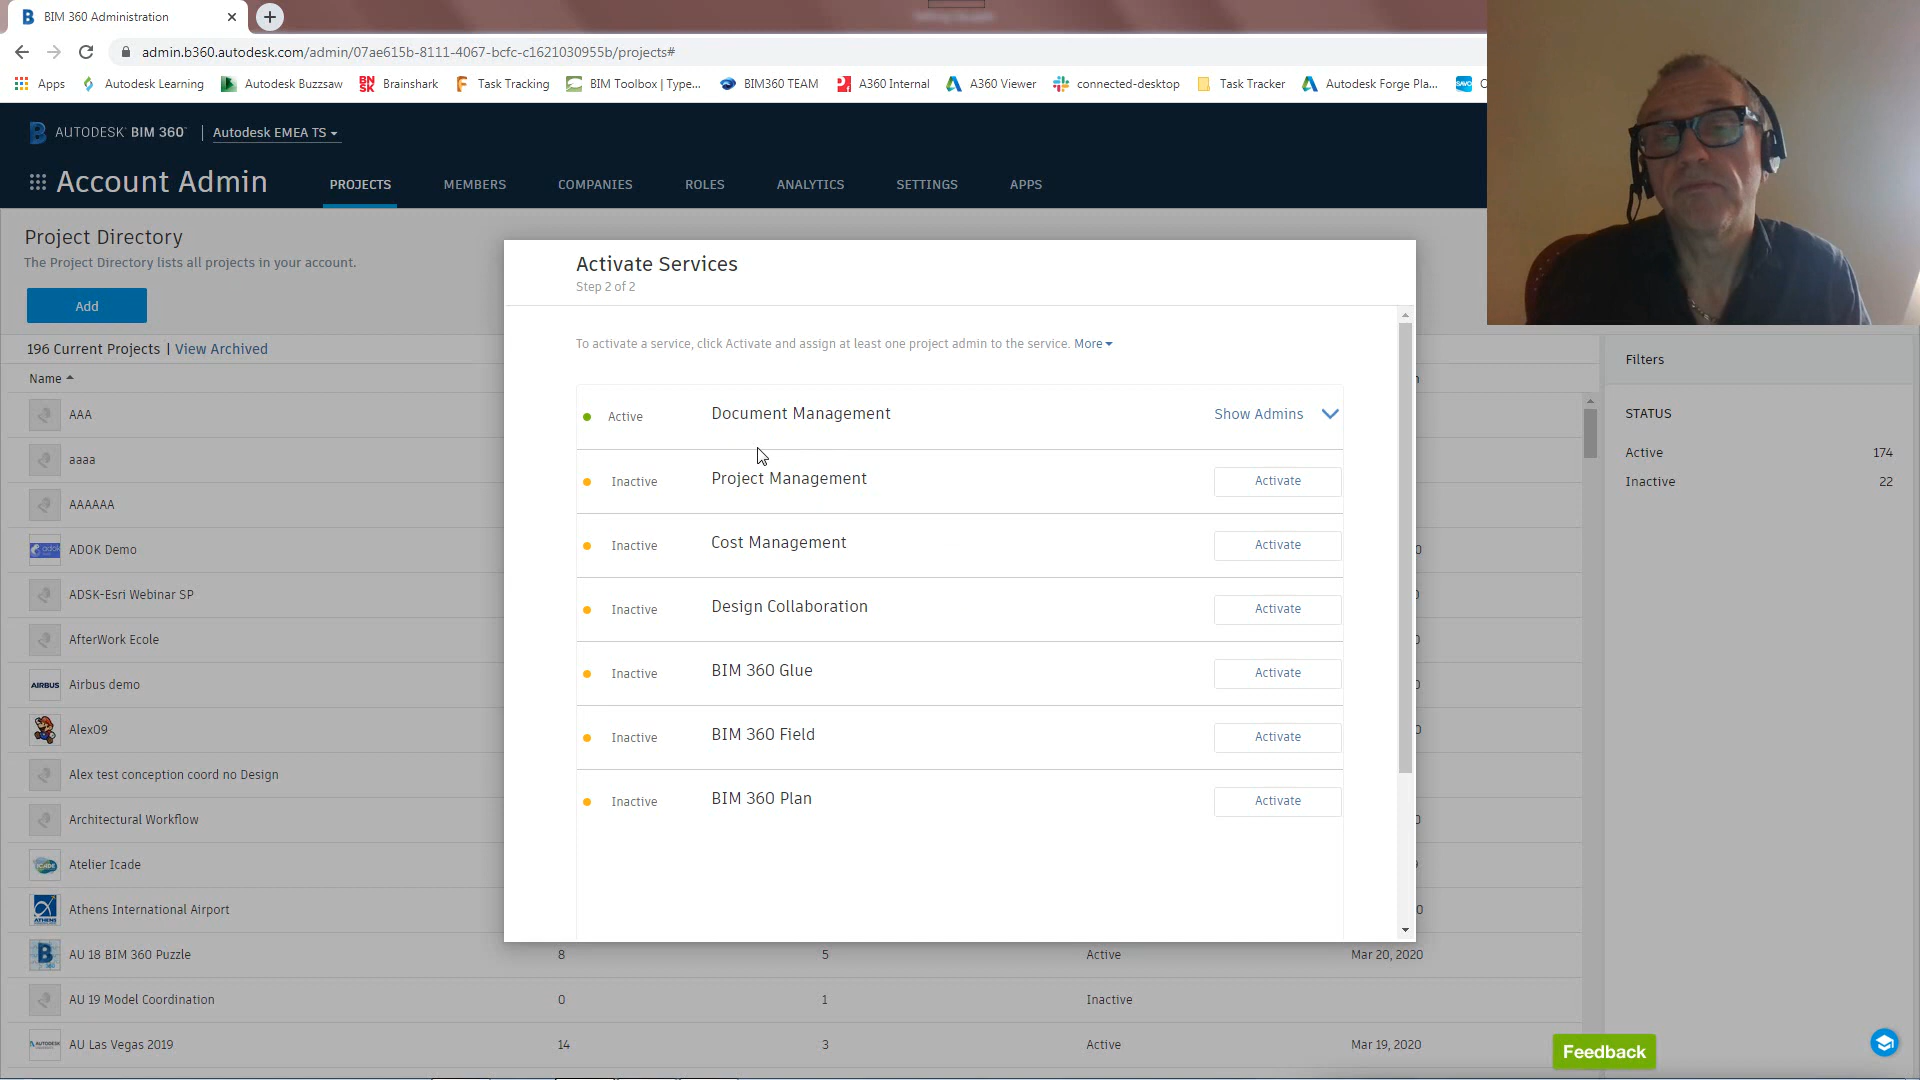 BIM 360 Administration
admin.b360.autodesk.com/admin/07ae615b-8111-4067-bcfc-c1621030955b/projects#
Apps Autodesk Learning Autodesk Buzzsaw BN Brainshark Task Tracking BIM Toolbox | Type... BIM360 TEAM A360 Internal A360 Viewer connected-desktop Task Tracker Autodesk Forge Pla...
AUTODESK BIM 360 Autodesk EMEA TS
Account Admin PROJECTS MEMBERS COMPANIES ROLES ANALYTICS SETTINGS APPS
Project Directory
The Project Directory lists all projects in your account.
Add
196 Current Projects | View Archived
Name
AAA
aaaa
AAAAAA
ADOK Demo
ADSK-Esri Webinar SP
AfterWork Ecole
AIRBUS Airbus demo
Alex09
Alex test conception coord no Design
Architectural Workflow
Atelier Icade
Athens International Airport
AU 18 BIM 360 Puzzle 8 5 Active Mar 20, 2020
AU 19 Model Coordination 0 1 Inactive
AU Las Vegas 2019 14 3 Active Mar 19, 2020
Activate Services
Step 2 of 2
To activate a service, click Activate and assign at least one project admin to the service. More
Active Document Management Show Admins
Inactive Project Management Activate
Inactive Cost Management Activate
Inactive Design Collaboration Activate
Inactive BIM 360 Glue Activate
Inactive BIM 360 Field Activate
Inactive BIM 360 Plan Activate
Filters
STATUS
Active 174
Inactive 22
Feedback